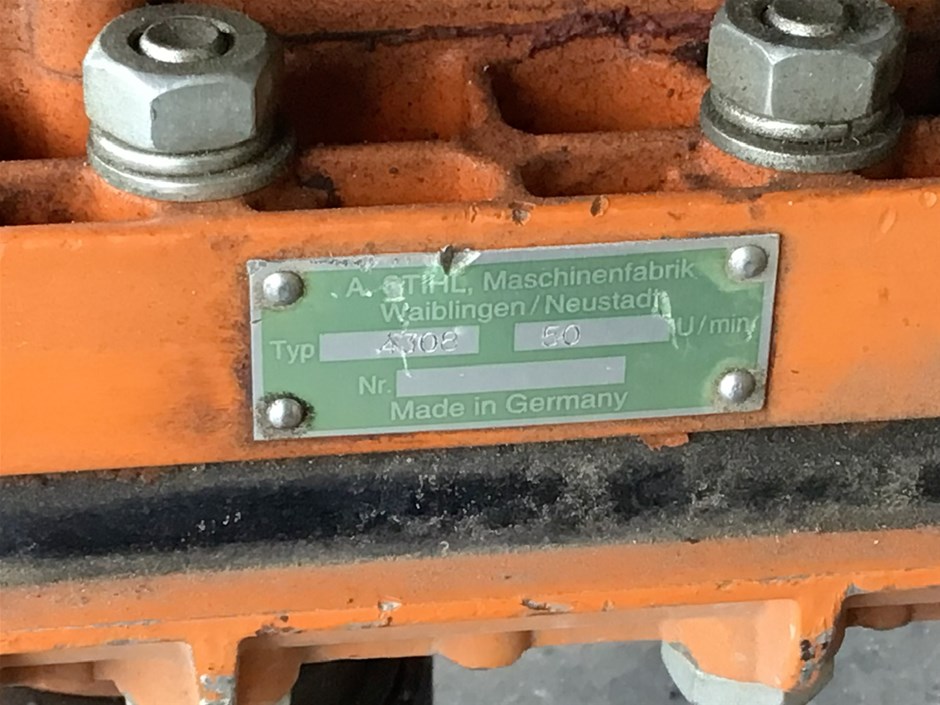 A. STIHL, Maschinenfabrik
Waiblingen/Neustadt
Typ 4308 50 U/min
Nr.
Made in Germany